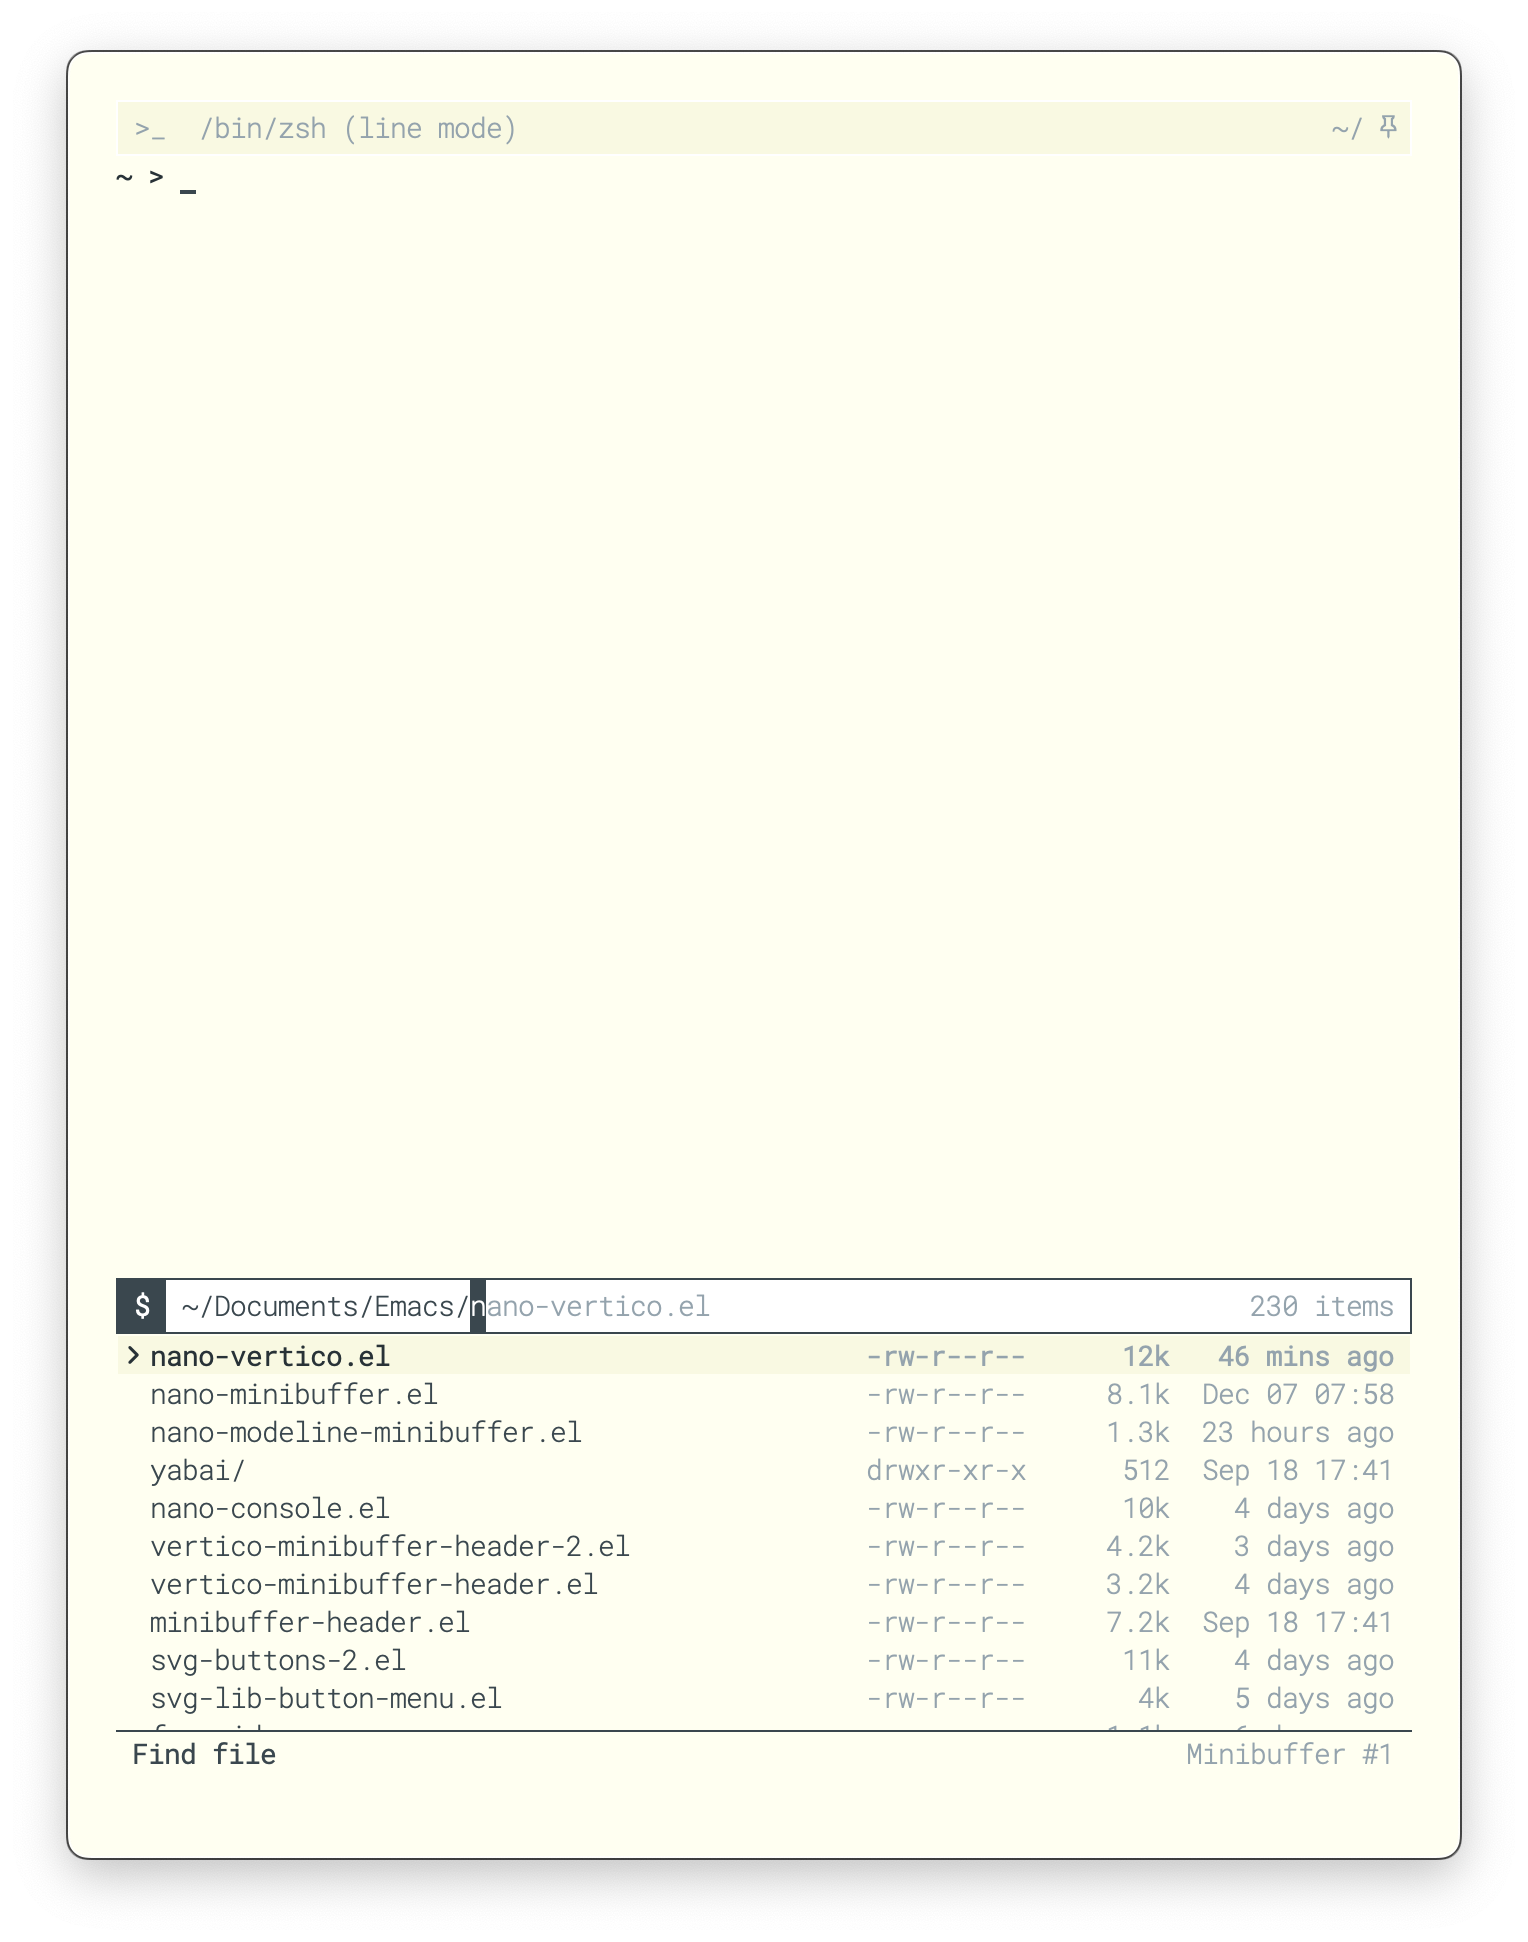 >_ /bin/zsh (line mode) ~/
~ > _
$ ~/Documents/Emacs/nano-vertico.el 230 items
> nano-vertico.el -rw-r--r-- 12k 46 mins ago
nano-minibuffer.el -rw-r--r-- 8.1k Dec 07 07:58
nano-modeline-minibuffer.el -rw-r--r-- 1.3k 23 hours ago
yabai/ drwxr-xr-x 512 Sep 18 17:41
nano-console.el -rw-r--r-- 10k 4 days ago
vertico-minibuffer-header-2.el -rw-r--r-- 4.2k 3 days ago
vertico-minibuffer-header.el -rw-r--r-- 3.2k 4 days ago
minibuffer-header.el -rw-r--r-- 7.2k Sep 18 17:41
svg-buttons-2.el -rw-r--r-- 11k 4 days ago
svg-lib-button-menu.el -rw-r--r-- 4k 5 days ago
Find file Minibuffer #1